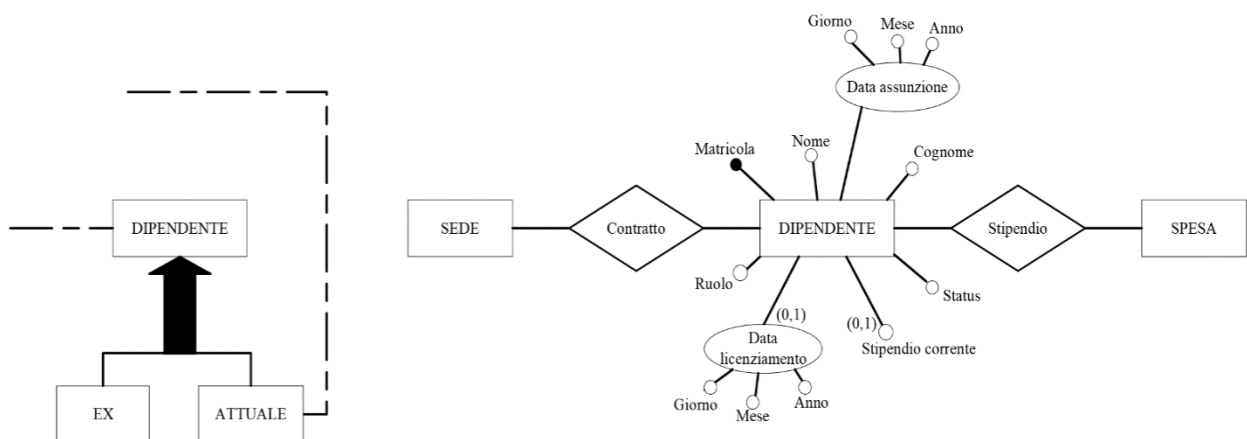 DIPENDENTE
EX
ATTUALE
Giorno
Mese
Anno
Data assunzione
Matricola
Nome
Cognome
SEDE
Contratto
DIPENDENTE
Stipendio
SPESA
Ruolo
Status
(0,1)
(0,1)
Data
licenziamento
Stipendio corrente
Giorno
Mese
Anno